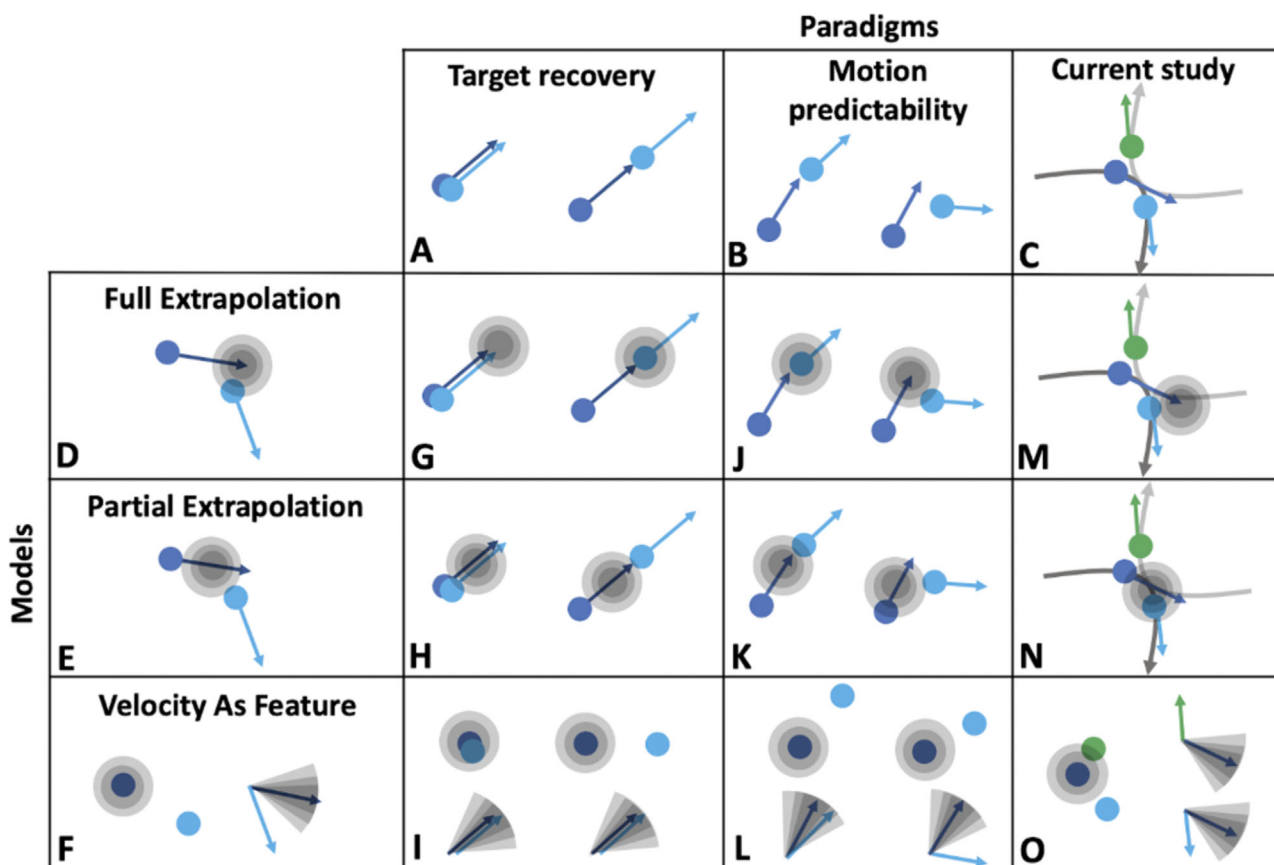 Paradigms
Target recovery
Motion
predictability
Current study
A
B
C
Full Extrapolation
D
G
J
M
Models
Partial Extrapolation
E
H
K
N
Velocity As Feature
F
I
L
O